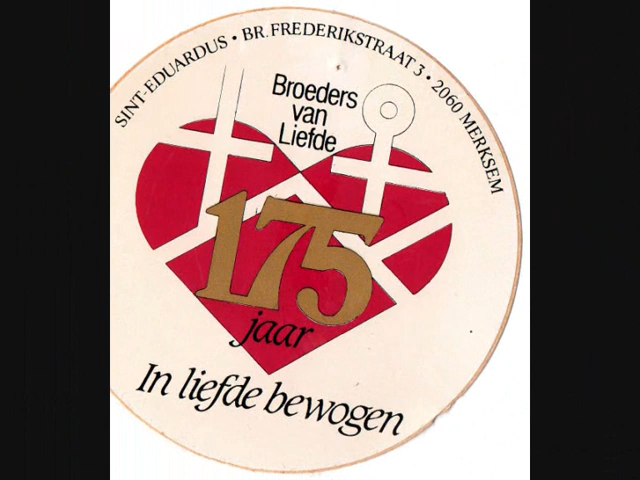 SINT-EDUARDUS • BR. FREDERIKSTRAAT 3 • 2060 MERKSEM
Broeders
van
Liefde
175
jaar
In liefde bewogen